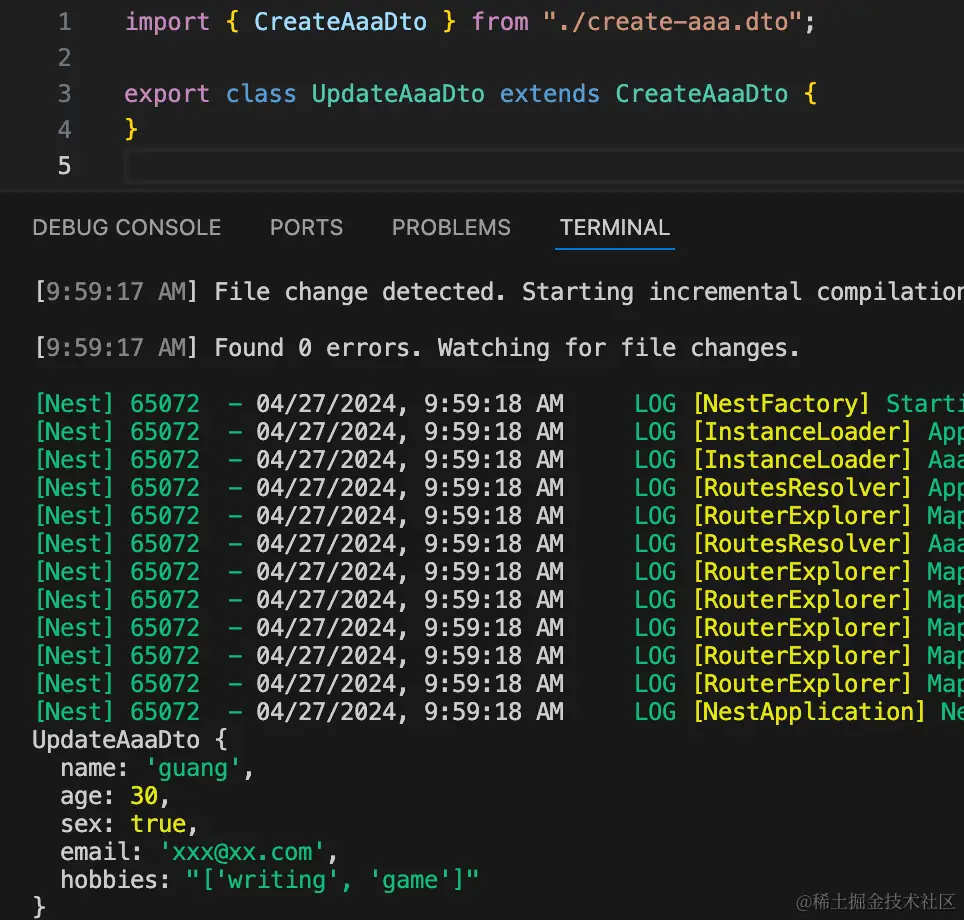 1 import { CreateAaaDto } from "./create-aaa.dto";
2
3 export class UpdateAaaDto extends CreateAaaDto {
4 }
5
DEBUG CONSOLE PORTS PROBLEMS TERMINAL
[9:59:17 AM] File change detected. Starting incremental compilation
[9:59:17 AM] Found 0 errors. Watching for file changes.
[Nest] 65072 - 04/27/2024, 9:59:18 AM LOG [NestFactory] Starti
[Nest] 65072 - 04/27/2024, 9:59:18 AM LOG [InstanceLoader] App
[Nest] 65072 - 04/27/2024, 9:59:18 AM LOG [InstanceLoader] Aaa
[Nest] 65072 - 04/27/2024, 9:59:18 AM LOG [RoutesResolver] App
[Nest] 65072 - 04/27/2024, 9:59:18 AM LOG [RouterExplorer] Map
[Nest] 65072 - 04/27/2024, 9:59:18 AM LOG [RoutesResolver] Aaa
[Nest] 65072 - 04/27/2024, 9:59:18 AM LOG [RouterExplorer] Map
[Nest] 65072 - 04/27/2024, 9:59:18 AM LOG [RouterExplorer] Map
[Nest] 65072 - 04/27/2024, 9:59:18 AM LOG [RouterExplorer] Map
[Nest] 65072 - 04/27/2024, 9:59:18 AM LOG [RouterExplorer] Map
[Nest] 65072 - 04/27/2024, 9:59:18 AM LOG [RouterExplorer] Map
[Nest] 65072 - 04/27/2024, 9:59:18 AM LOG [NestApplication] Ne
UpdateAaaDto {
name: 'guang',
age: 30,
sex: true,
email: 'xxx@xx.com',
hobbies: "['writing', 'game']"
}
@稀土掘金技术社区